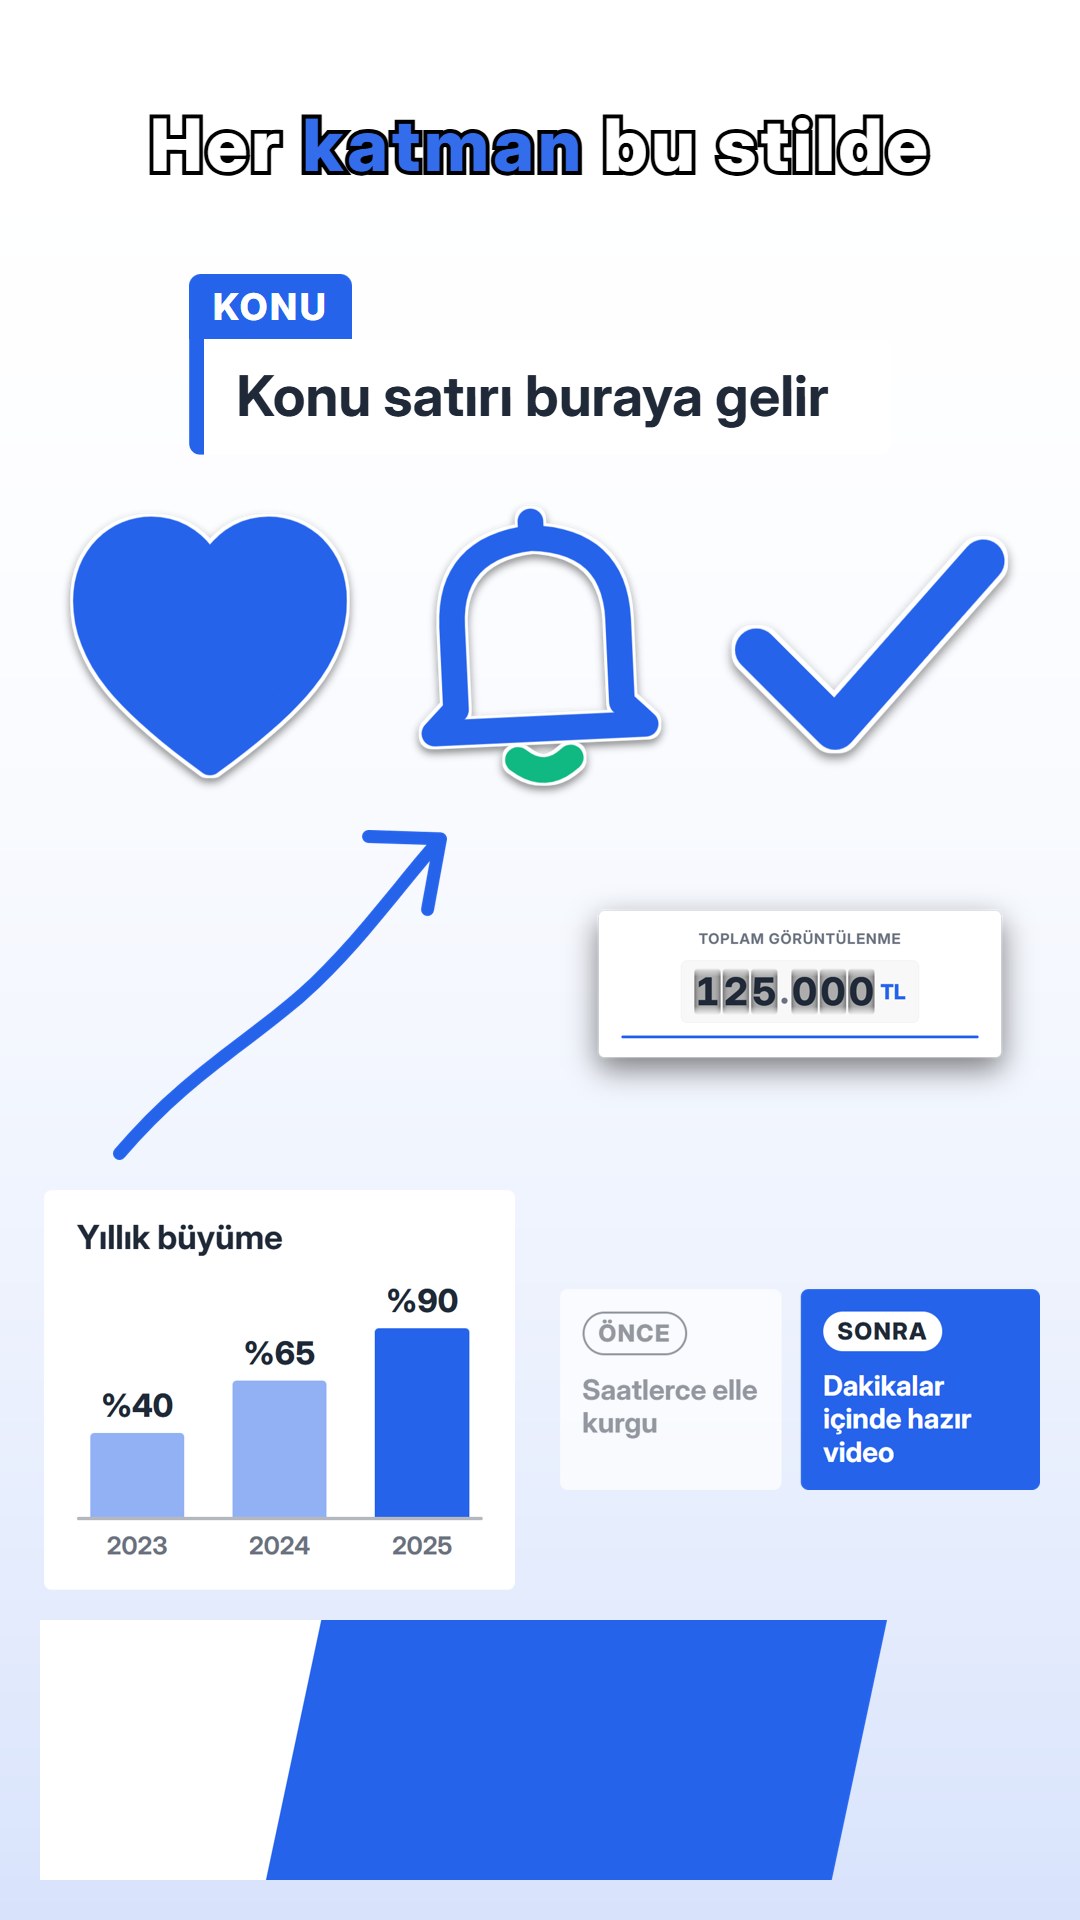 Her katman bu stilde
KONU
Konu satırı buraya gelir
TOPLAM GÖRÜNTÜLENME
125.000 TL
Yıllık büyüme
%90
%65
%40
2023 2024 2025
ÖNCE
Saatlerce elle
kurgu
SONRA
Dakikalar
içinde hazır
video